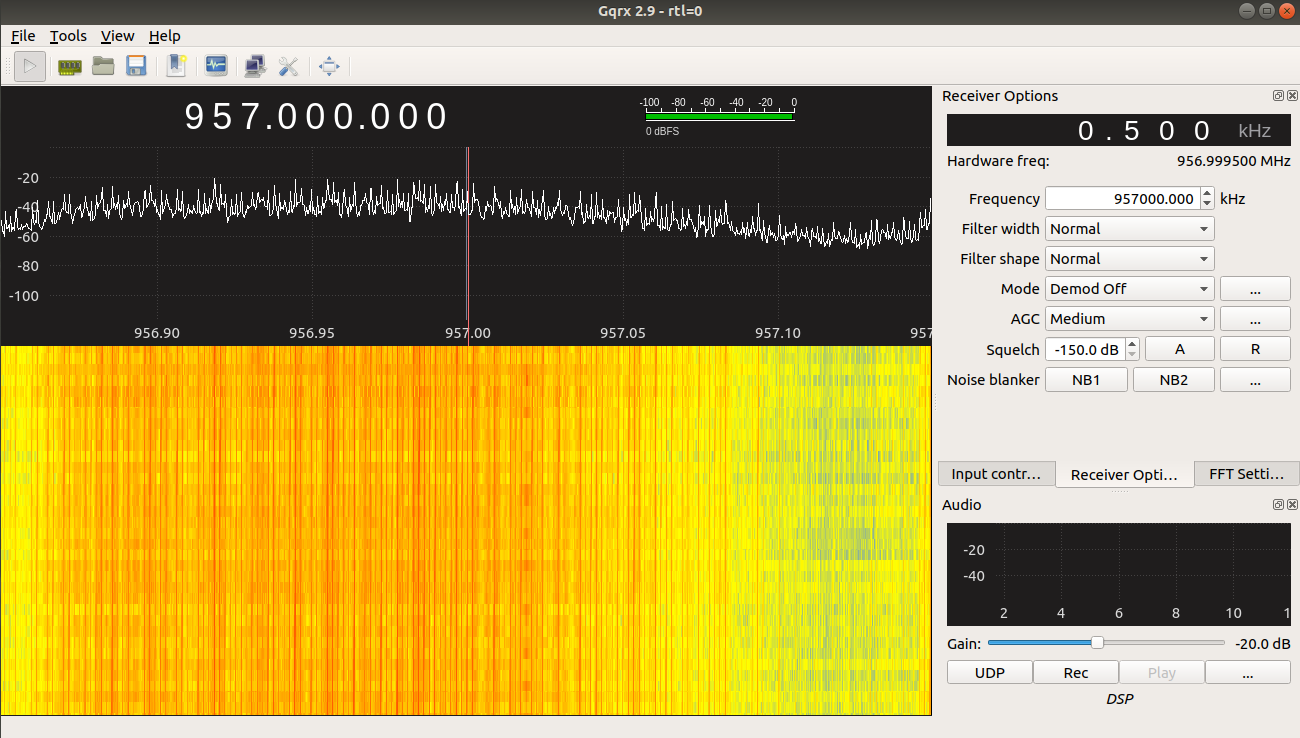 Gqrx 2.9 - rtl=0
File Tools View Help
957.000.000
-100 -80 -60 -40 -20 0
0 dBFS
-20
-40
-60
-80
-100
956.90 956.95 957.00 957.05 957.10 957
Receiver Options
0.500 kHz
Hardware freq: 956.999500 MHz
Frequency 957000.000 kHz
Filter width Normal
Filter shape Normal
Mode Demod Off ...
AGC Medium ...
Squelch -150.0 dB A R
Noise blanker NB1 NB2 ...
Input contr... Receiver Opti... FFT Setti...
Audio
-20
-40
2 4 6 8 10 1
Gain: -20.0 dB
UDP Rec Play ...
DSP